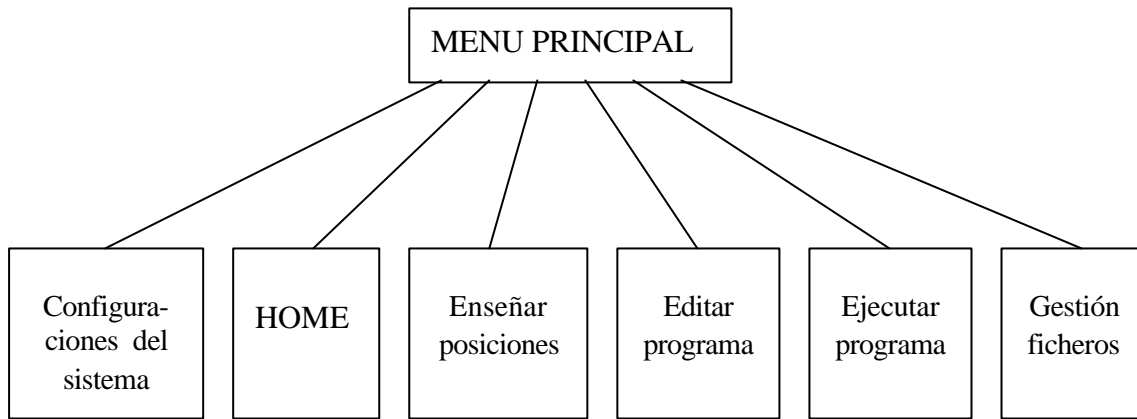 MENU PRINCIPAL
Configura-
ciones del
sistema
HOME
Enseñar
posiciones
Editar
programa
Ejecutar
programa
Gestión
ficheros